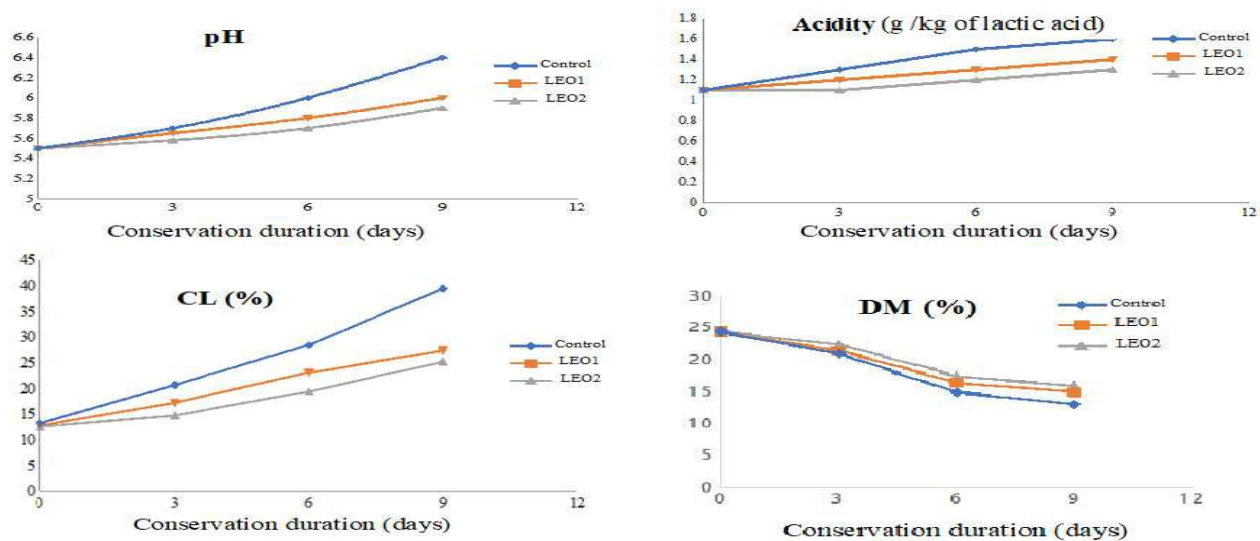 pH
6.6
6.4
6.2
6.0
5.8
5.6
5.4
5.2
5
0 3 6 9 12
Conservation duration (days)
Control
LEO1
LEO2
Acidity (g /kg of lactic acid)
1.8
1.6
1.4
1.2
1
0.8
0.6
0.4
0.2
0
0 3 6 9 12
Conservation duration (days)
Control
LEO1
LEO2
CL (%)
45
40
35
30
25
20
15
10
5
0
0 3 6 9 12
Conservation duration (days)
Control
LEO1
LEO2
DM (%)
30
25
20
15
10
5
0
0 3 6 9 12
Conservation duration (days)
Control
LEO1
LEO2